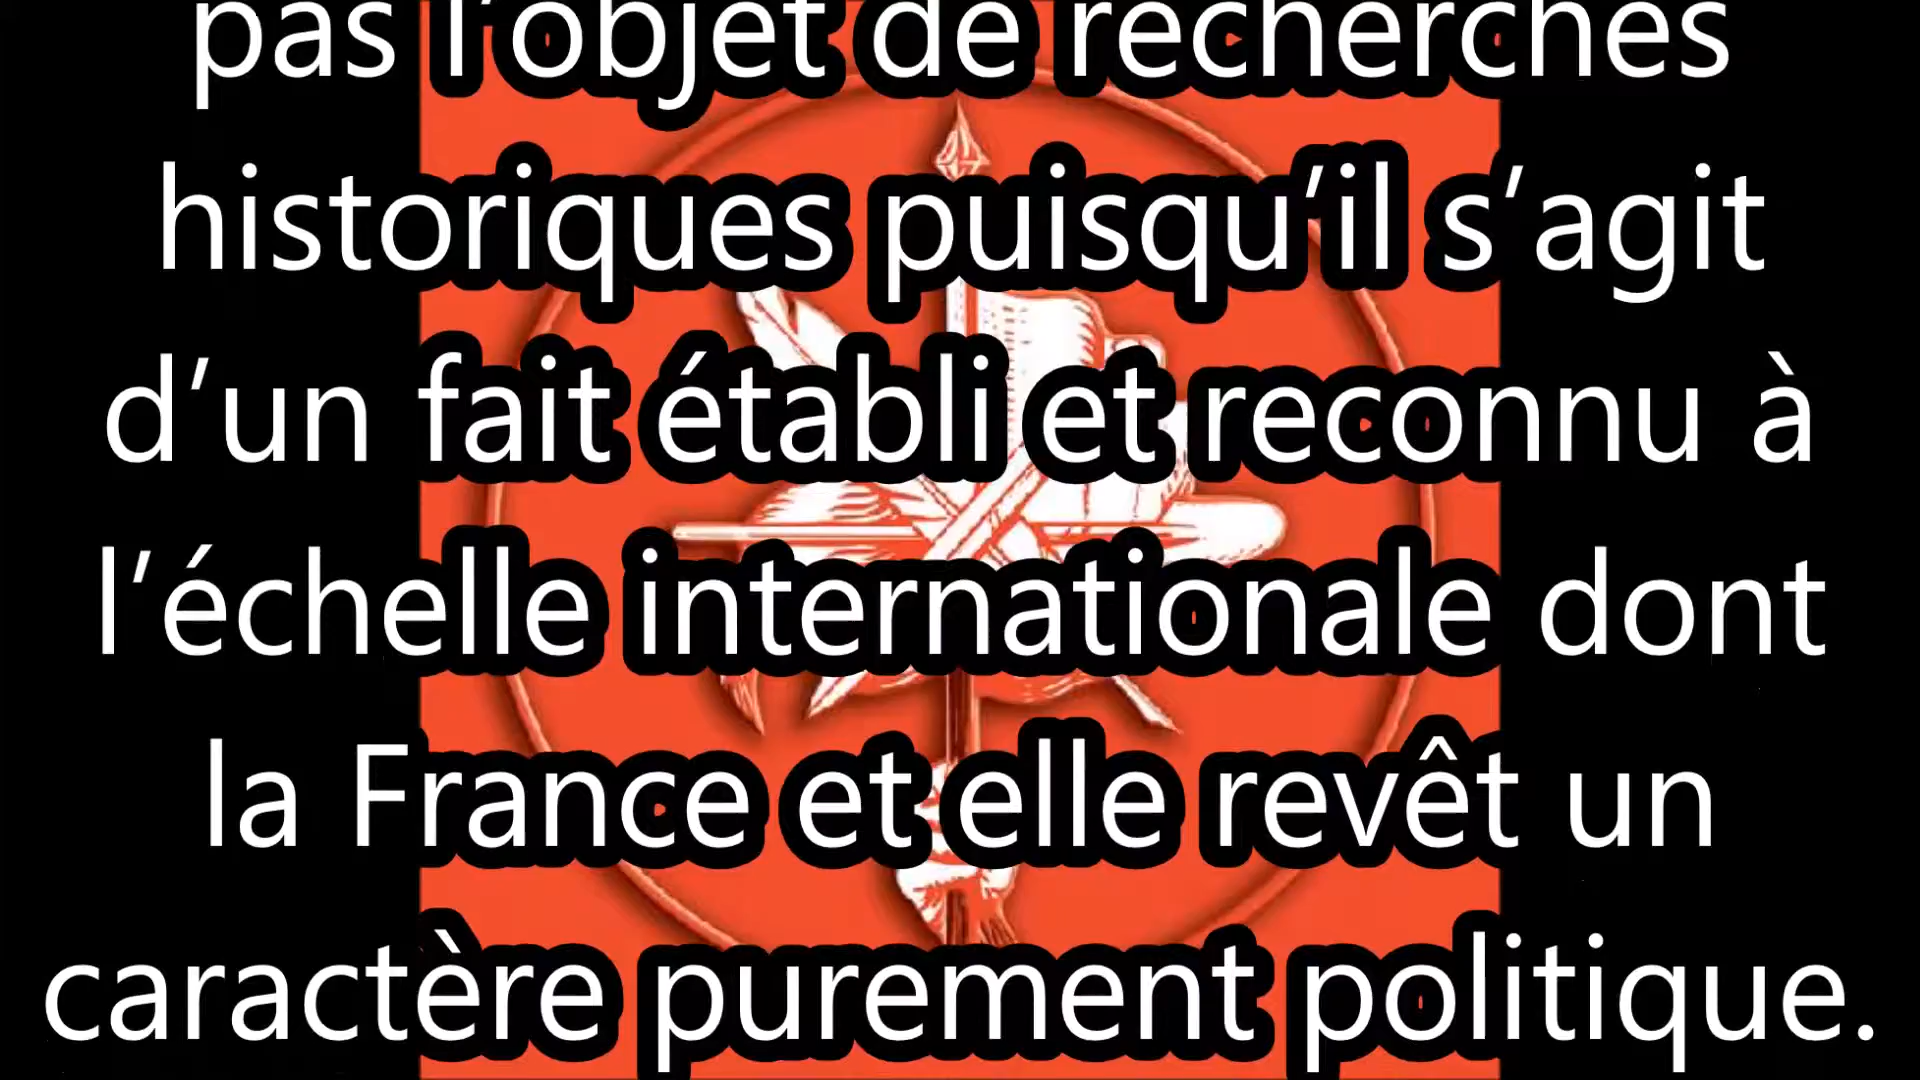 pas l’objet de recherches
historiques puisqu’il s’agit
d’un fait établi et reconnu à
l’échelle internationale dont
la France et elle revêt un
caractère purement politique.